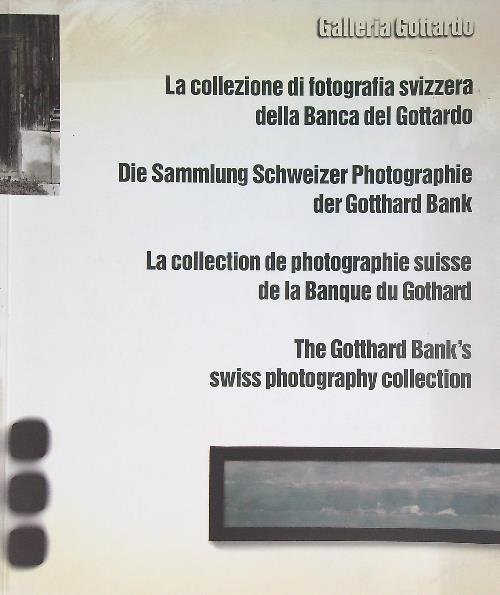 Galleria Gottardo
La collezione di fotografia svizzera
della Banca del Gottardo
Die Sammlung Schweizer Photographie
der Gotthard Bank
La collection de photographie suisse
de la Banque du Gothard
The Gotthard Bank's
swiss photography collection